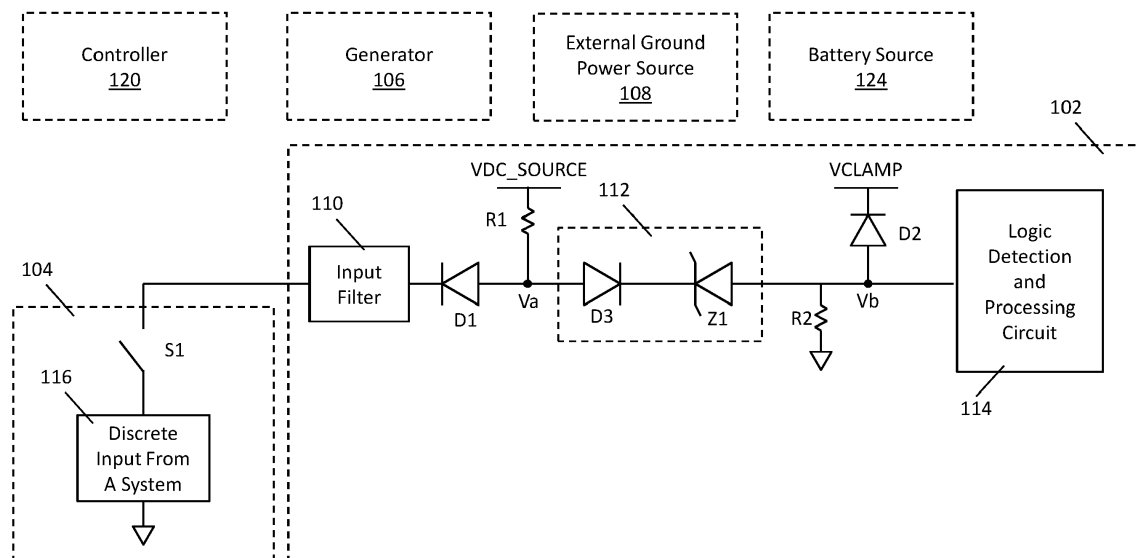 Controller
120
Generator
106
External Ground
Power Source
108
Battery Source
124
102
VDC_SOURCE
VCLAMP
112
110
R1
D2
Logic
Detection
and
Processing
Circuit
Input
Filter
104
Va
Vb
D1
D3
Z1
R2
S1
116
114
Discrete
Input From
A System